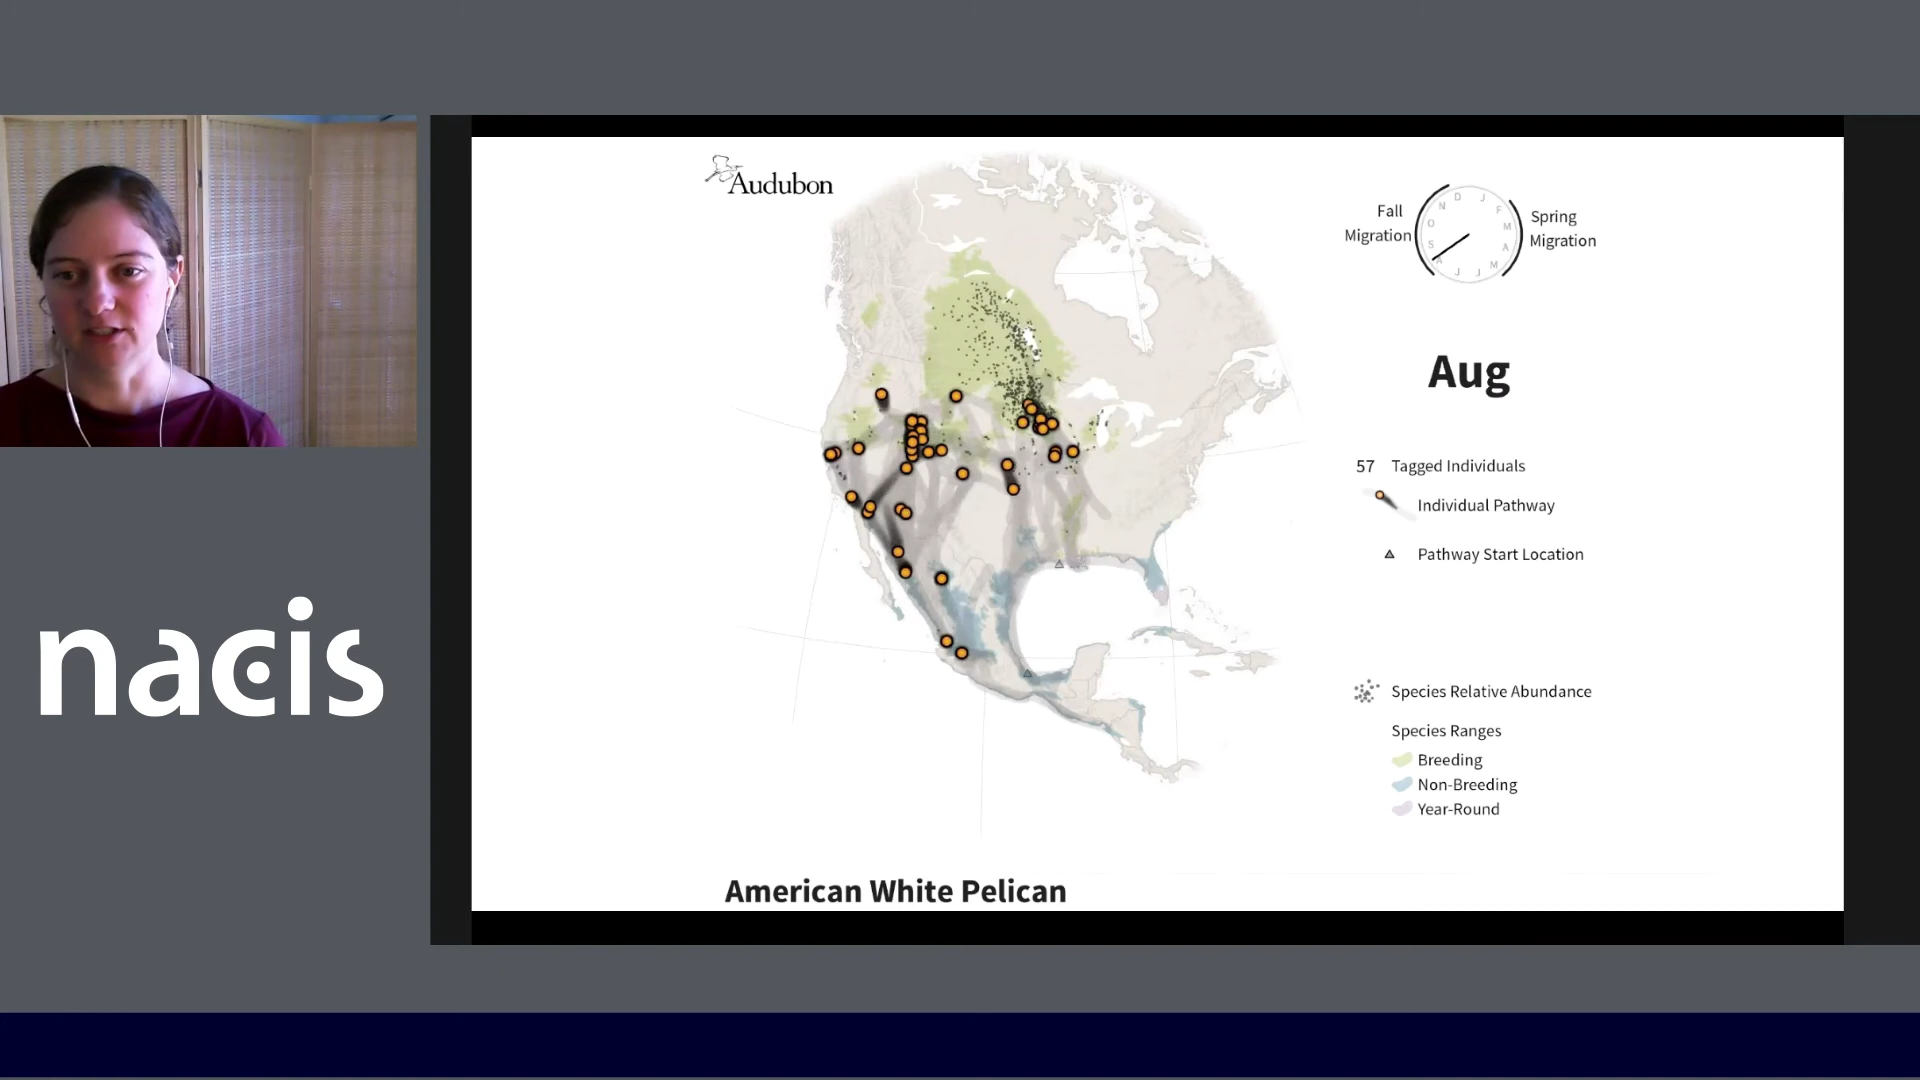 Audubon
Fall
Migration
Spring
Migration
D
J
F
M
A
M
J
J
A
S
O
N
Aug
57 Tagged Individuals
Individual Pathway
Pathway Start Location
Species Relative Abundance
Species Ranges
Breeding
Non-Breeding
Year-Round
American White Pelican
nacis